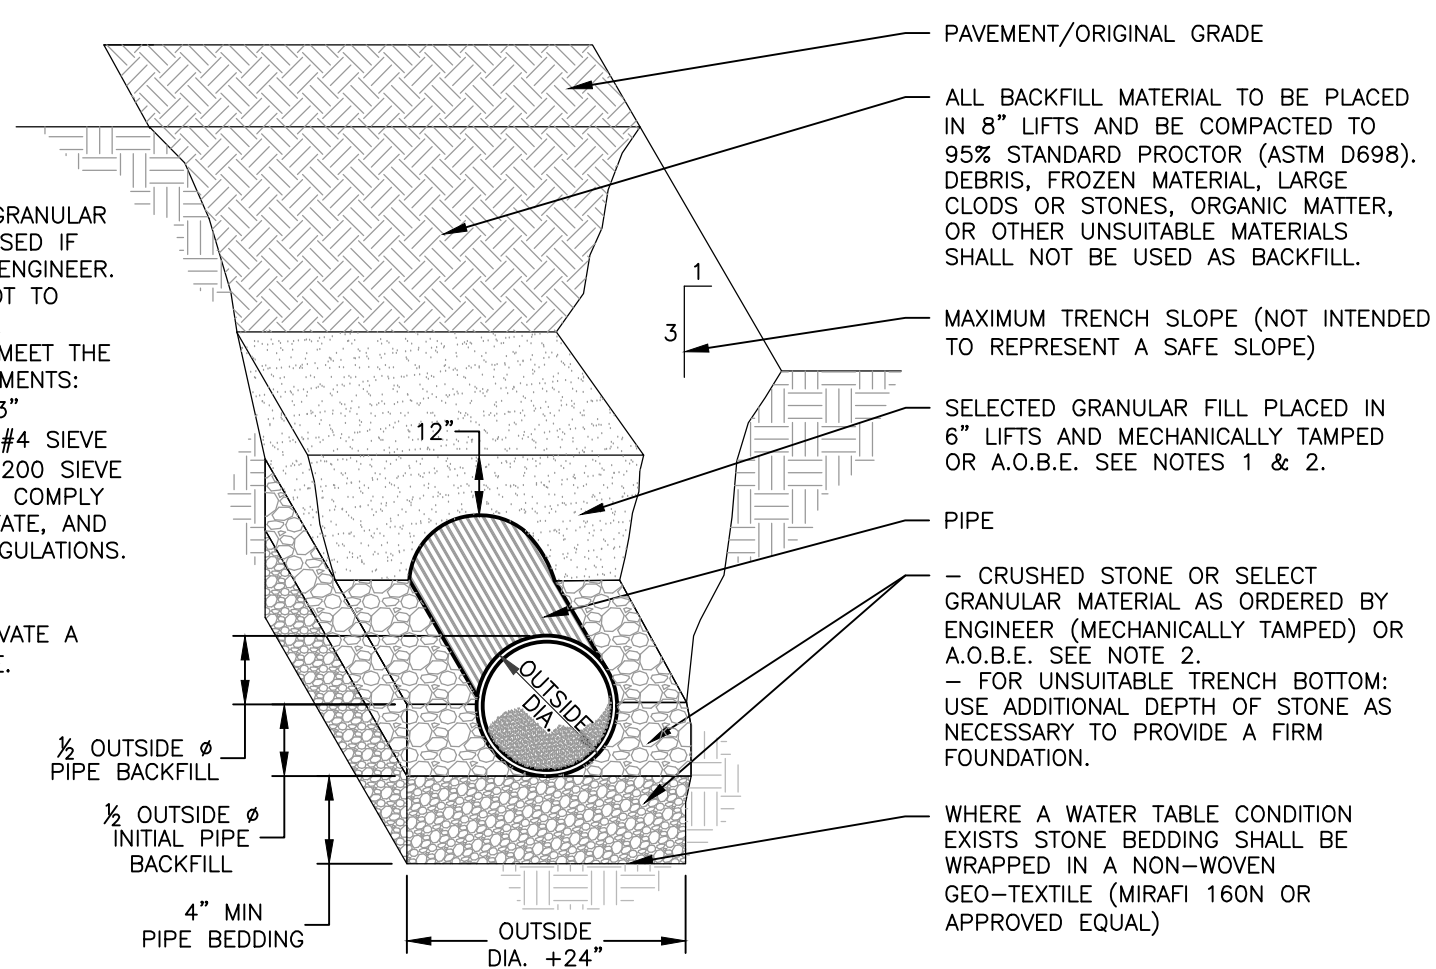 GRANULAR
IF
ENGINEER.
TO
MEET THE
3”
#4 SIEVE
200 SIEVE
COMPLY
AND
A
½ OUTSIDE ø
PIPE BACKFILL
½ OUTSIDE ø
INITIAL PIPE
BACKFILL
4” MIN
PIPE BEDDING
12”
OUTSIDE
DIA.
OUTSIDE
DIA. +24”
1
3
PAVEMENT/ORIGINAL GRADE
ALL BACKFILL MATERIAL TO BE PLACED
IN 8” LIFTS AND BE COMPACTED TO
95% STANDARD PROCTOR (ASTM D698).
DEBRIS, FROZEN MATERIAL, LARGE
CLODS OR STONES, ORGANIC MATTER,
OR OTHER UNSUITABLE MATERIALS
SHALL NOT BE USED AS BACKFILL.
MAXIMUM TRENCH SLOPE (NOT INTENDED
TO REPRESENT A SAFE SLOPE)
SELECTED GRANULAR FILL PLACED IN
6” LIFTS AND MECHANICALLY TAMPED
OR A.O.B.E. SEE NOTES 1 & 2.
PIPE
– CRUSHED STONE OR SELECT
GRANULAR MATERIAL AS ORDERED BY
ENGINEER (MECHANICALLY TAMPED) OR
A.O.B.E. SEE NOTE 2.
– FOR UNSUITABLE TRENCH BOTTOM:
USE ADDITIONAL DEPTH OF STONE AS
NECESSARY TO PROVIDE A FIRM
FOUNDATION.
WHERE A WATER TABLE CONDITION
EXISTS STONE BEDDING SHALL BE
WRAPPED IN A NON–WOVEN
GEO–TEXTILE (MIRAFI 160N OR
APPROVED EQUAL)